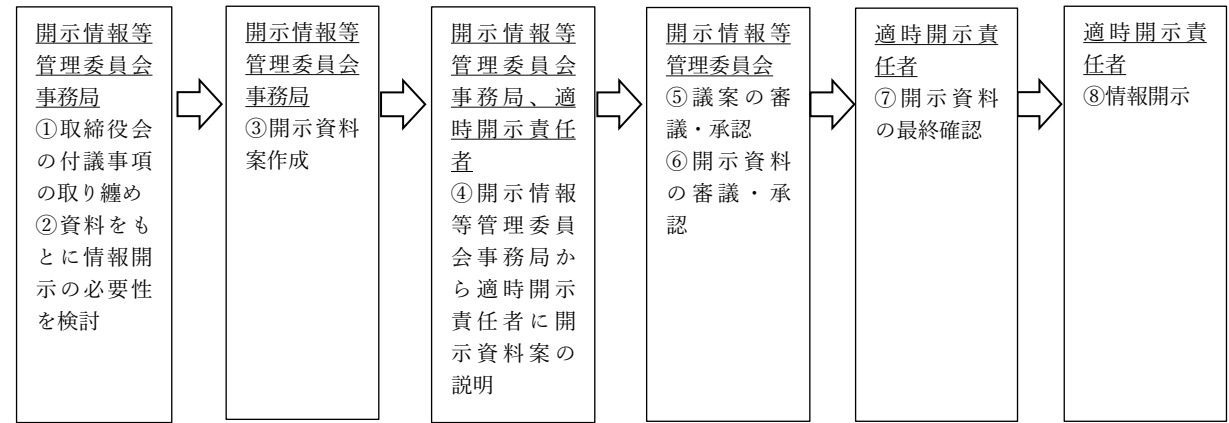 開示情報等
管理委員会
事務局
①取締役会
の付議事項
の取り纏め
②資料をも
とに情報開
示の必要性
を検討
開示情報等
管理委員会
事務局
③開示資料
案作成
開示情報等
管理委員会
事務局、適
時開示責任
者
④開示情報
等管理委員
会事務局か
ら適時開示
責任者に開
示資料案の
説明
開示情報等
管理委員会
⑤議案の審
議・承認
⑥開示資料
の審議・承
認
適時開示責
任者
⑦開示資料
の最終確認
適時開示責
任者
⑧情報開示